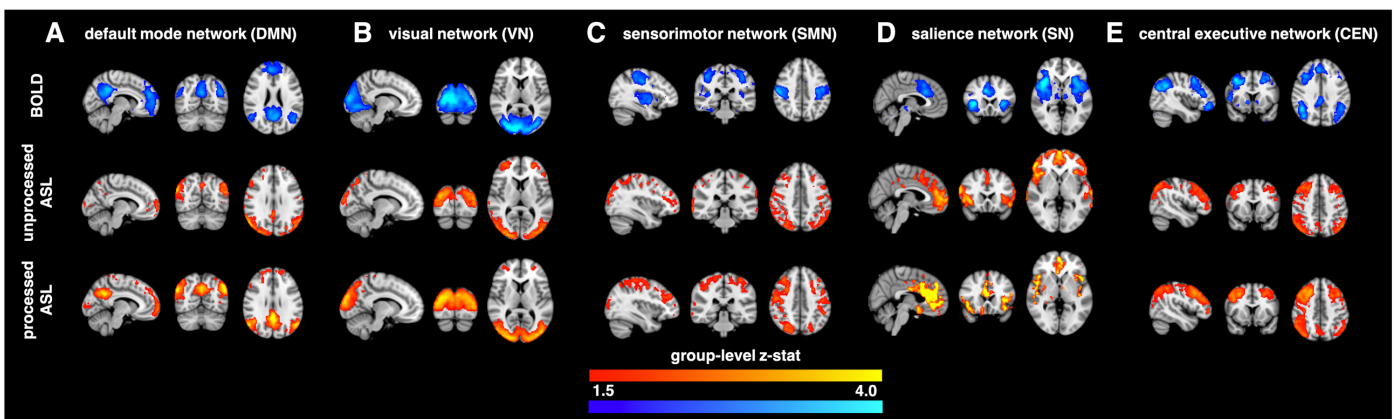 A default mode network (DMN) B visual network (VN) C sensorimotor network (SMN) D salience network (SN) E central executive network (CEN)
BOLD
unprocessed
ASL
processed
ASL
group-level z-stat
1.5 4.0